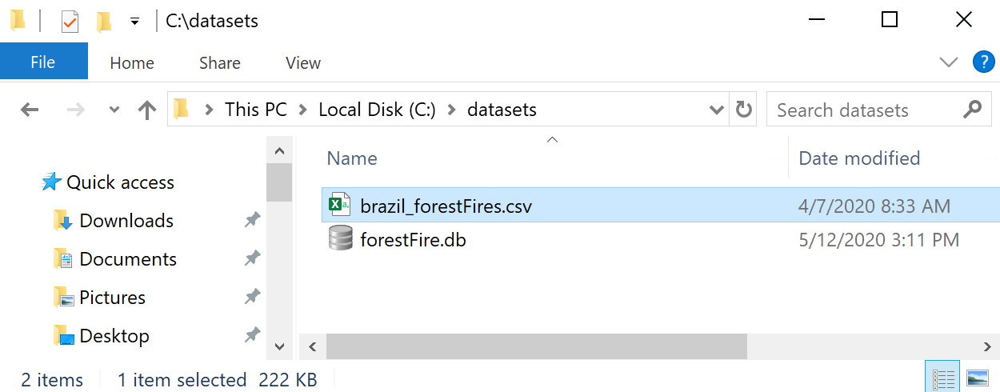 C:\datasets
File Home Share View ?
This PC Local Disk (C:) datasets Search datasets
Name Date modified
Quick access
brazil_forestFires.csv 4/7/2020 8:33 AM
Downloads
forestFire.db 5/12/2020 3:11 PM
Documents
Pictures
Desktop
2 items 1 item selected 222 KB